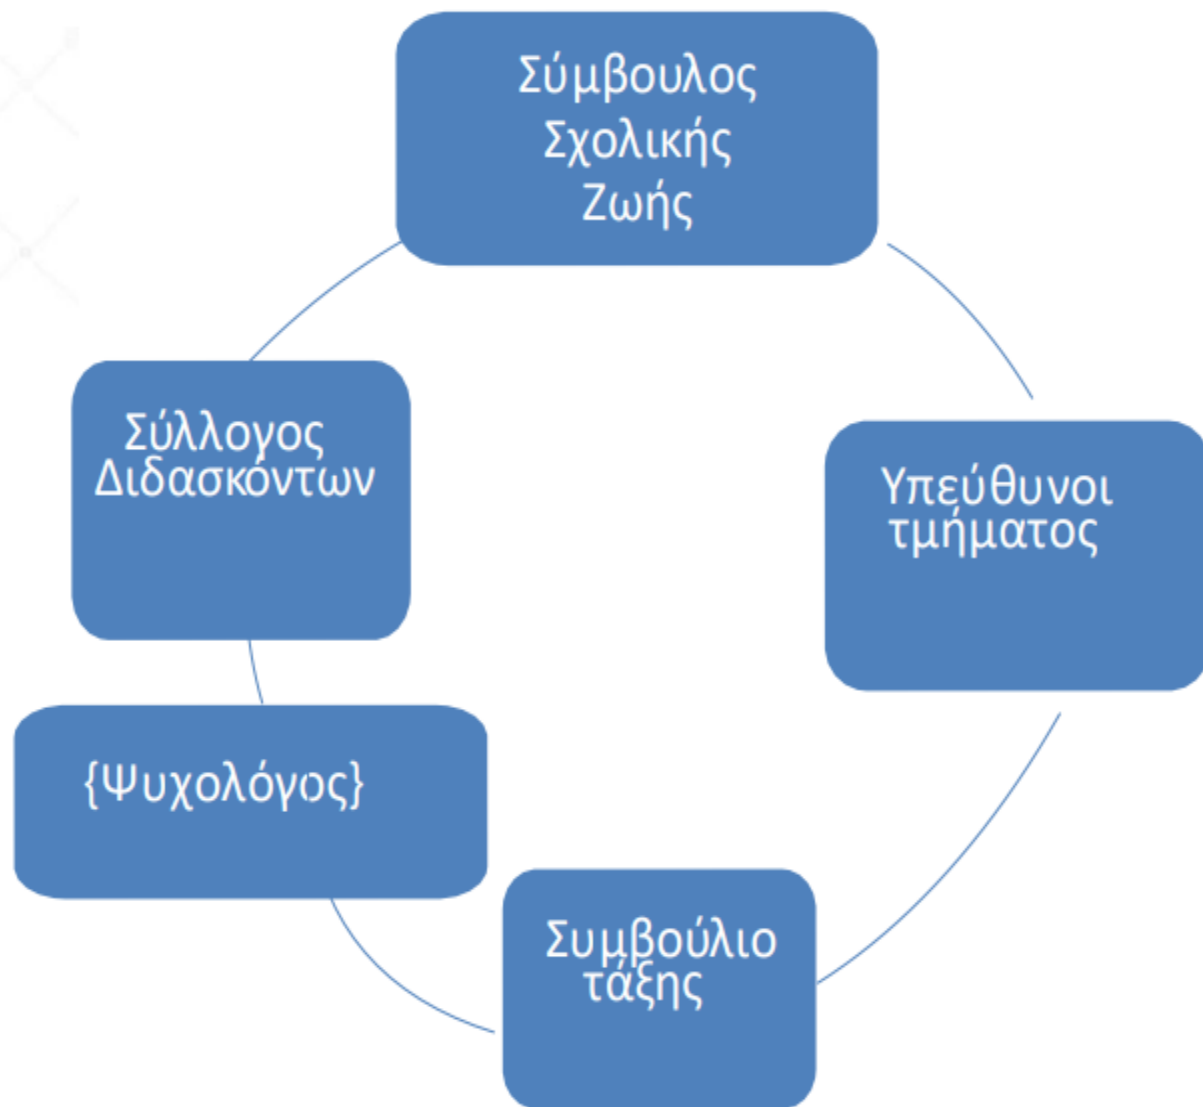 Σύμβουλος
Σχολικής
Ζωής
Σύλλογος
Διδασκόντων
Υπεύθυνοι
τμήματος
{Ψυχολόγος}
Συμβούλιο
τάξης